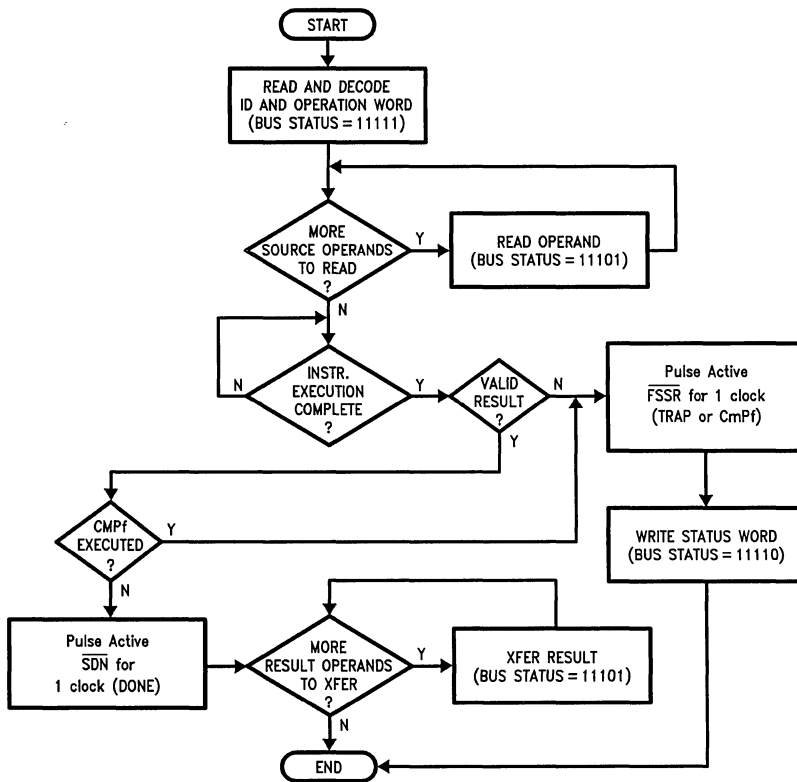 START
READ AND DECODE
ID AND OPERATION WORD
(BUS STATUS = 11111)
MORE
SOURCE OPERANDS
TO READ
?
Y
READ OPERAND
(BUS STATUS = 11101)
N
INSTR.
EXECUTION
COMPLETE
?
N
Y
VALID
RESULT
?
N
Y
Pulse Active
FSSR for 1 clock
(TRAP or CmPf)
CMPf
EXECUTED
?
Y
N
WRITE STATUS WORD
(BUS STATUS = 11110)
Pulse Active
SDN for
1 clock (DONE)
MORE
RESULT OPERANDS
TO XFER
?
Y
XFER RESULT
(BUS STATUS = 11101)
N
END